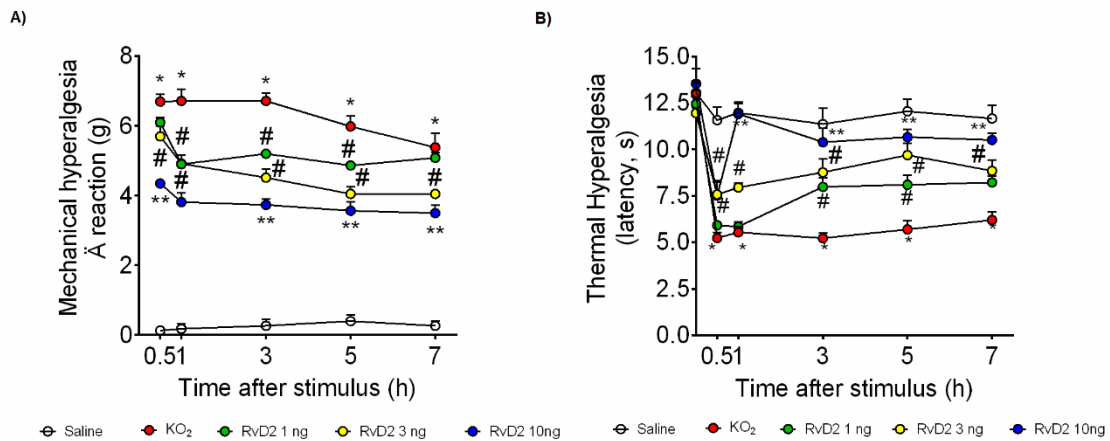 A)
B)
Mechanical hyperalgesia
Ä reaction (g)
8
6
4
2
0
* * * * *
# # #
# # # # #
** ** ** **
0.51 3 5 7
Time after stimulus (h)
Saline KO₂ RvD2 1 ng RvD2 3 ng RvD2 10ng
Thermal Hyperalgesia
(latency, s)
15.0
12.5
10.0
7.5
5.0
2.5
0.0
** ** ** **
# # # # #
# # #
* * * * *
0.51 3 5 7
Time after stimulus (h)
Saline KO₂ RvD2 1 ng RvD2 3 ng RvD2 10ng